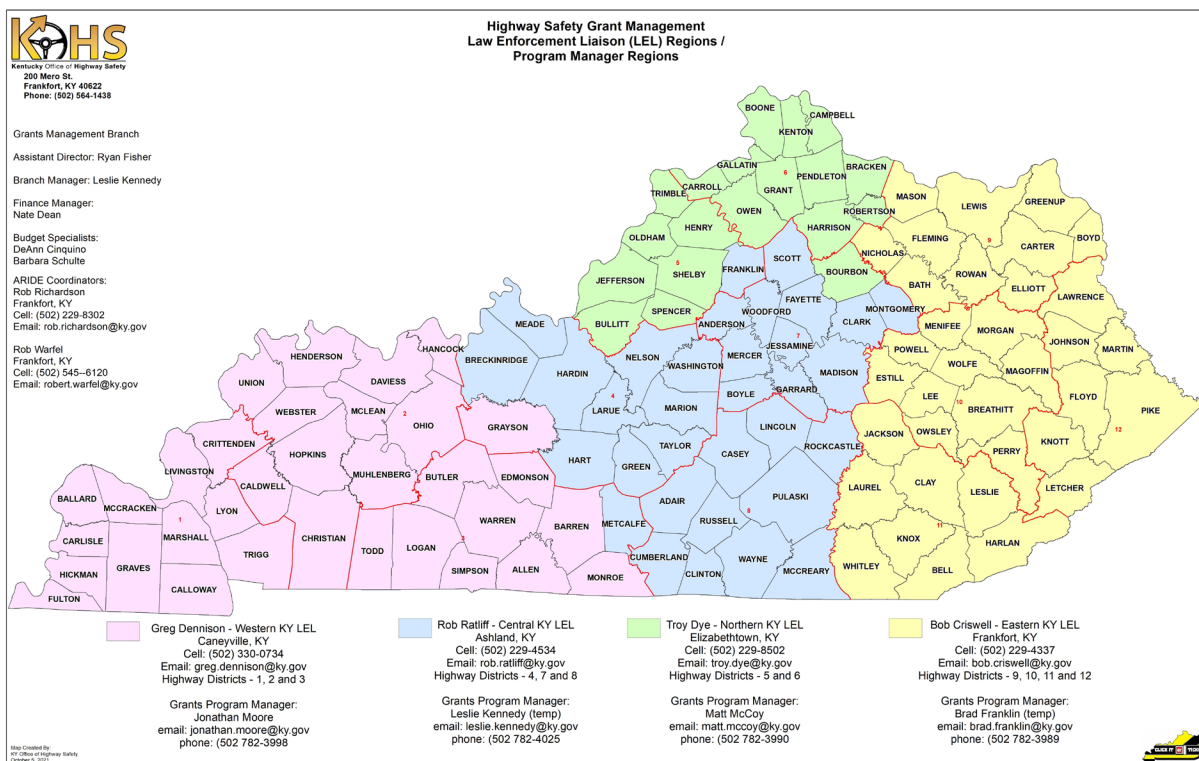 KOHS
Kentucky Office of Highway Safety
200 Mero St.
Frankfort, KY 40622
Phone: (502) 564-1438
Highway Safety Grant Management
Law Enforcement Liaison (LEL) Regions /
Program Manager Regions
Grants Management Branch
Assistant Director: Ryan Fisher
Branch Manager: Leslie Kennedy
Finance Manager:
Nate Dean
Budget Specialists:
DeAnn Cinquino
Barbara Schulte
ARIDE Coordinators:
Rob Richardson
Frankfort, KY
Cell: (502) 229-8302
Email: rob.richardson@ky.gov
Rob Warfel
Frankfort, KY
Cell: (502) 545--6120
Email: robert.warfel@ky.gov
BOONE
CAMPBELL
KENTON
GALLATIN
6
PENDLETON
BRACKEN
CARROLL
GRANT
TRIMBLE
MASON
OWEN
ROBERTSON
LEWIS
GREENUP
HENRY
HARRISON
OLDHAM
FLEMING
9
CARTER
BOYD
NICHOLAS
5
SHELBY
FRANKLIN
SCOTT
BOURBON
ROWAN
JEFFERSON
BATH
ELLIOTT
LAWRENCE
FAYETTE
SPENCER
WOODFORD
MONTGOMERY
MEADE
BULLITT
ANDERSON
CLARK
MENIFEE
MORGAN
7
JOHNSON
HANCOCK
JESSAMINE
POWELL
MARTIN
HENDERSON
BRECKINRIDGE
NELSON
MERCER
WOLFE
WASHINGTON
MAGOFFIN
HARDIN
MADISON
ESTILL
UNION
DAVIESS
BOYLE
GARRARD
LEE
FLOYD
4
10
WEBSTER
MCLEAN
2
LARUE
MARION
BREATHITT
PIKE
OHIO
GRAYSON
LINCOLN
12
CRITTENDEN
JACKSON
OWSLEY
KNOTT
TAYLOR
ROCKCASTLE
HOPKINS
HART
CASEY
PERRY
LIVINGSTON
GREEN
MUHLENBERG
BUTLER
EDMONSON
CLAY
CALDWELL
LAUREL
LESLIE
LETCHER
BALLARD
PULASKI
MCCRACKEN
LYON
ADAIR
8
1
WARREN
BARREN
METCALFE
RUSSELL
11
MARSHALL
CHRISTIAN
3
KNOX
CARLISLE
HARLAN
TRIGG
TODD
LOGAN
CUMBERLAND
WAYNE
GRAVES
WHITLEY
BELL
HICKMAN
SIMPSON
ALLEN
MONROE
CLINTON
MCCREARY
CALLOWAY
FULTON
Greg Dennison - Western KY LEL
Caneyville, KY
Cell: (502) 330-0734
Email: greg.dennison@ky.gov
Highway Districts - 1, 2 and 3
Grants Program Manager:
Jonathan Moore
email: jonathan.moore@ky.gov
phone: (502 782-3998
Rob Ratliff - Central KY LEL
Ashland, KY
Cell: (502) 229-4534
Email: rob.ratliff@ky.gov
Highway Districts - 4, 7 and 8
Grants Program Manager:
Leslie Kennedy (temp)
email: leslie.kennedy@ky.gov
phone: (502 782-4025
Troy Dye - Northern KY LEL
Elizabethtown, KY
Cell: (502) 229-8502
Email: troy.dye@ky.gov
Highway Districts - 5 and 6
Grants Program Manager:
Matt McCoy
email: matt.mccoy@ky.gov
phone: (502 782-3990
Bob Criswell - Eastern KY LEL
Frankfort, KY
Cell: (502) 229-4337
Email: bob.criswell@ky.gov
Highway Districts - 9, 10, 11 and 12
Grants Program Manager:
Brad Franklin (temp)
email: brad.franklin@ky.gov
phone: (502 782-3989
Map Created By:
KY Office of Highway Safety
October 5, 2021
CLICK IT